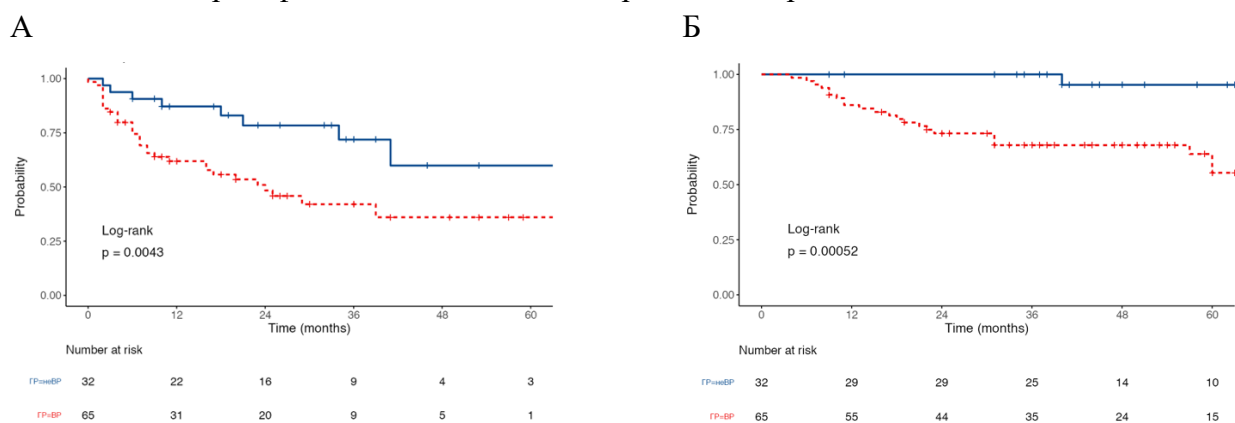 А
Б
1.00
0.75
0.50
0.25
0.00
Probability
Log-rank
p = 0.0043
0 12 24 36 48 60
Time (months)
Number at risk
ГР=неВР 32 22 16 9 4 3
ГР=ВР 65 31 20 9 5 1
1.00
0.75
0.50
0.25
0.00
Probability
Log-rank
p = 0.00052
0 12 24 36 48 60
Time (months)
Number at risk
ГР=неВР 32 29 29 25 14 10
ГР=ВР 65 55 44 35 24 15